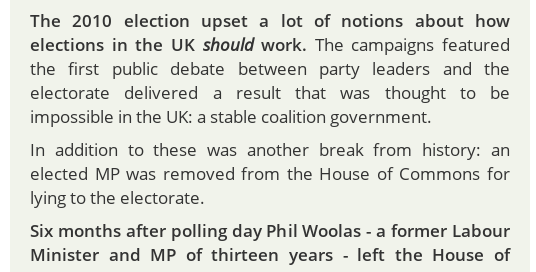 The 2010 election upset a lot of notions about how
elections in the UK should work. The campaigns featured
the first public debate between party leaders and the
electorate delivered a result that was thought to be
impossible in the UK: a stable coalition government.
In addition to these was another break from history: an
elected MP was removed from the House of Commons for
lying to the electorate.
Six months after polling day Phil Woolas - a former Labour
Minister and MP of thirteen years - left the House of